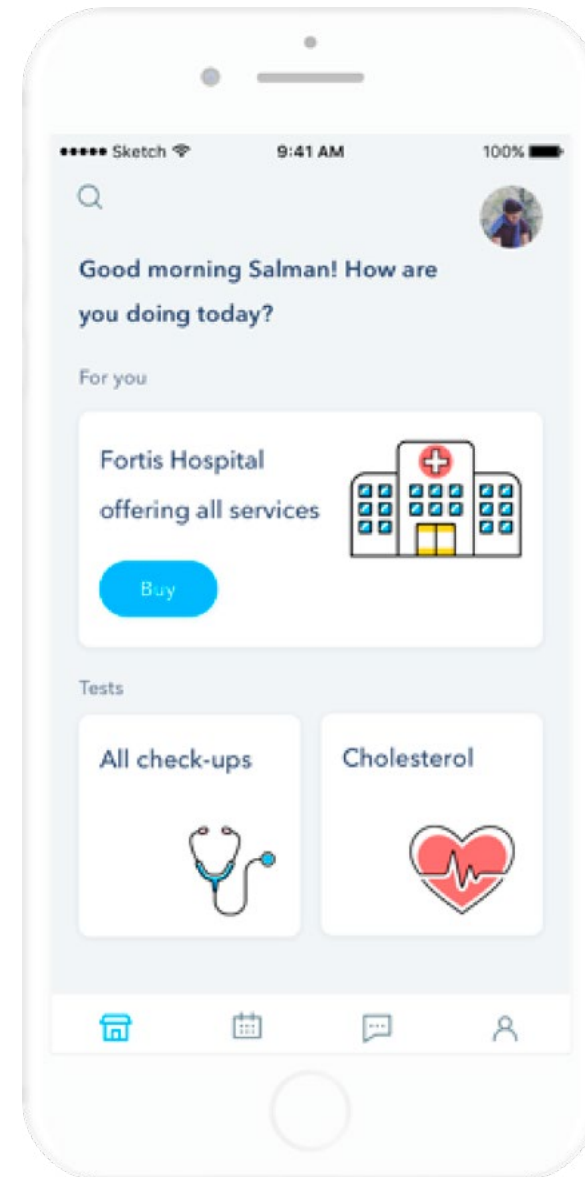 Sketch 9:41 AM 100%
Good morning Salman! How are
you doing today?
For you
Fortis Hospital
offering all services
Buy
Tests
All check-ups Cholesterol